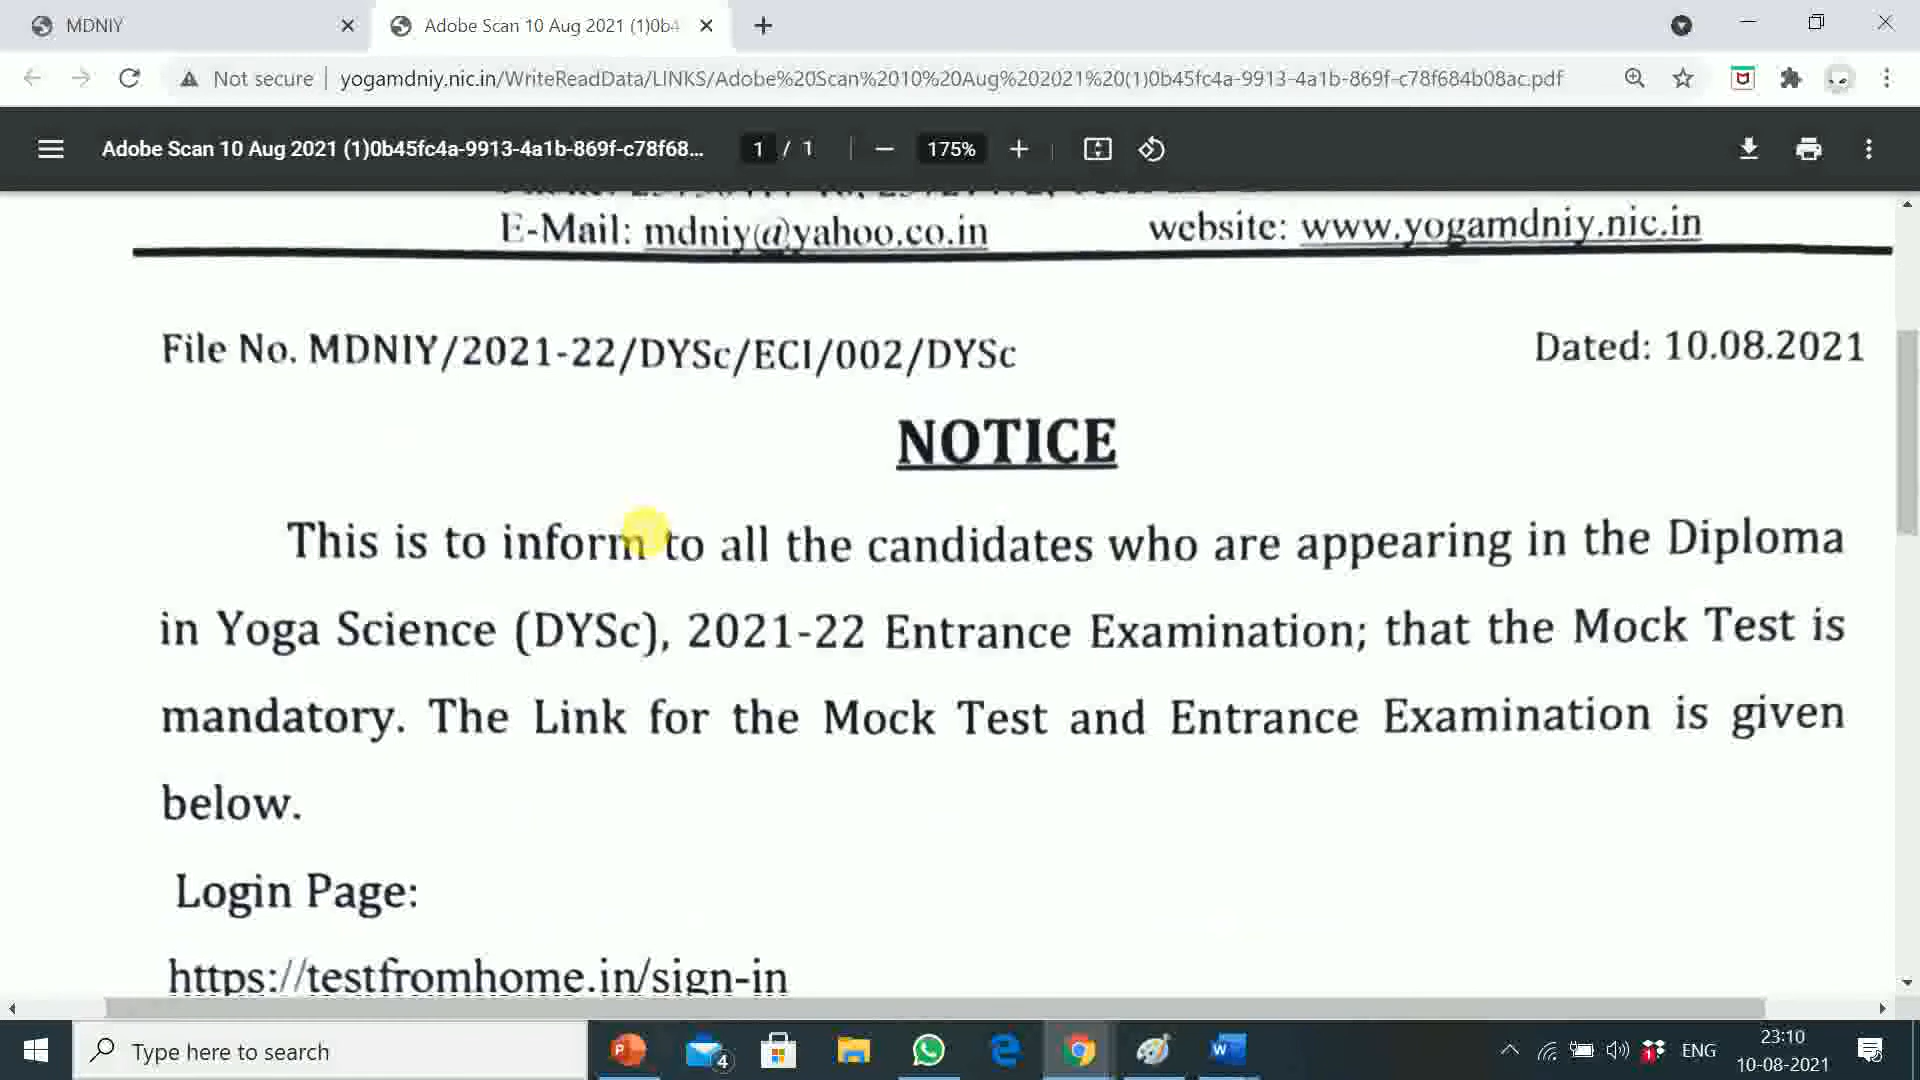 MDNIY
Adobe Scan 10 Aug 2021 (1)0b4
Not secure
yogamdniy.nic.in/WriteReadData/LINKS/Adobe%20Scan%2010%20Aug%202021%20(1)0b45fc4a-9913-4a1b-869f-c78f684b08ac.pdf
Adobe Scan 10 Aug 2021 (1)0b45fc4a-9913-4a1b-869f-c78f68...
1 / 1
175%
E-Mail: mdniy@yahoo.co.in website: www.yogamdniy.nic.in
File No. MDNIY/2021-22/DYSc/ECI/002/DYSc Dated: 10.08.2021
NOTICE
This is to inform to all the candidates who are appearing in the Diploma
in Yoga Science (DYSc), 2021-22 Entrance Examination; that the Mock Test is
mandatory. The Link for the Mock Test and Entrance Examination is given
below.
Login Page:
https://testfromhome.in/sign-in
Type here to search
4
1
ENG
23:10
10-08-2021